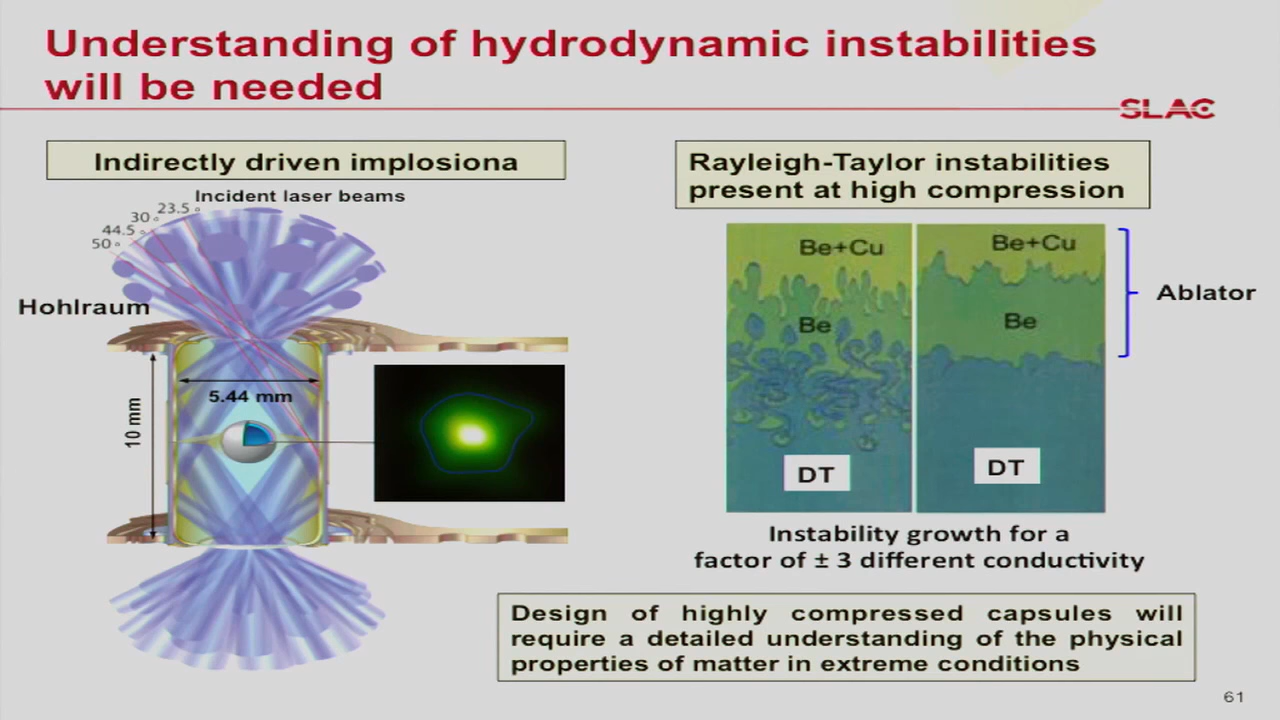 Understanding of hydrodynamic instabilities
will be needed
SLAC
Indirectly driven implosiona
Incident laser beams
23.5°
30°
44.5°
50°
Hohlraum
5.44 mm
10 mm
Rayleigh-Taylor instabilities
present at high compression
Be+Cu
Be
DT
Be+Cu
Be
DT
Ablator
Instability growth for a
factor of ± 3 different conductivity
Design of highly compressed capsules will
require a detailed understanding of the physical
properties of matter in extreme conditions
61